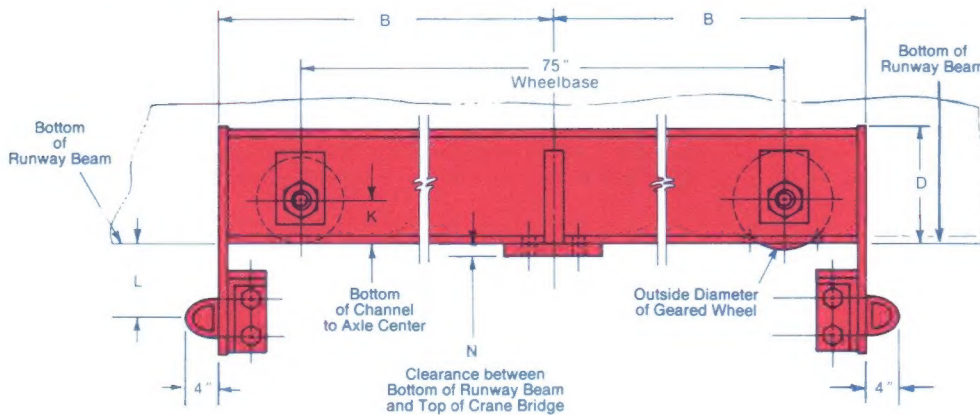 B
B
75"
Wheelbase
Bottom of
Runway Beam
Bottom
of
Runway Beam
D
K
L
Bottom
of Channel
to Axle Center
Outside Diameter
of Geared Wheel
N
4"
4"
Clearance between
Bottom of Runway Beam
and Top of Crane Bridge